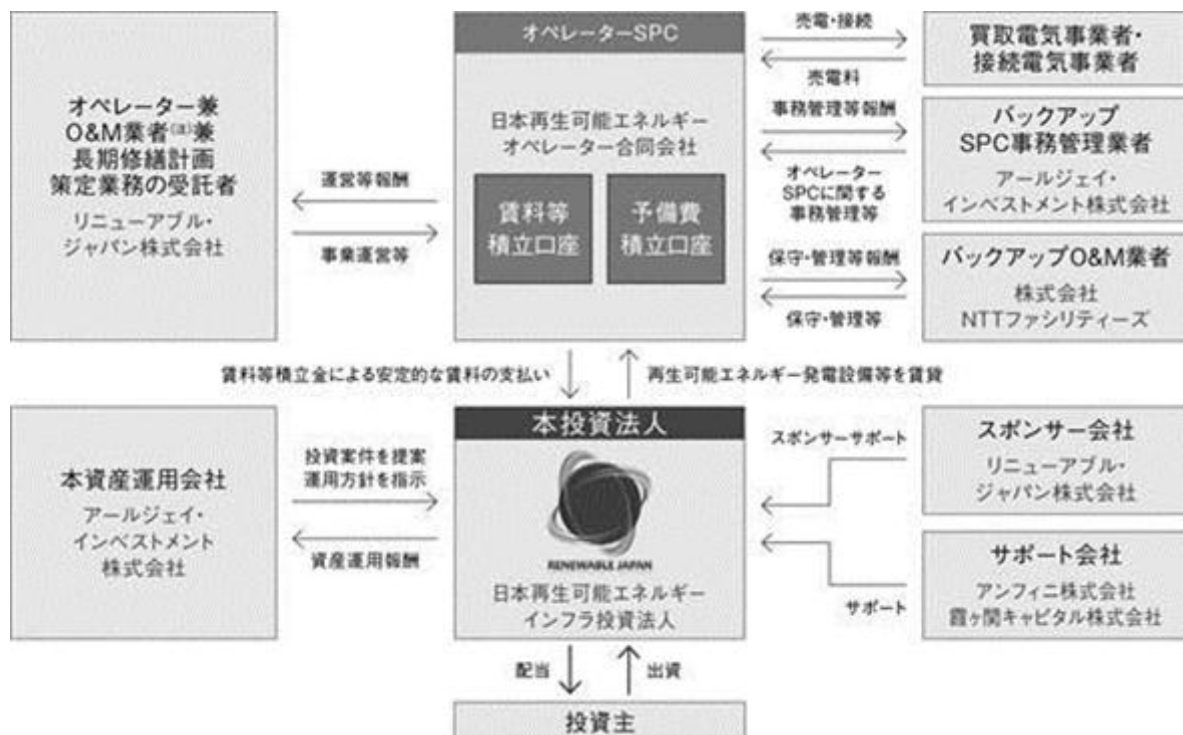 オペレーター兼
O&M業者(注)兼
長期修繕計画
策定業務の受託者
リニューアブル・
ジャパン株式会社
運営等報酬
事業運営等
オペレーターSPC
日本再生可能エネルギー
オペレーター合同会社
賃料等
積立口座
予備費
積立口座
売電・接続
売電料
事務管理等報酬
オペレーター
SPCに関する
事務管理等
保守・管理等報酬
保守・管理等
買取電気事業者・
接続電気事業者
バックアップ
SPC事務管理業者
アールジェイ・
インベストメント株式会社
バックアップO&M業者
株式会社
NTTファシリティーズ
賃料等積立金による安定的な賃料の支払い
再生可能エネルギー発電設備等を賃貸
本資産運用会社
アールジェイ・
インベストメント
株式会社
投資案件を提案
運用方針を指示
資産運用報酬
本投資法人
RENEWABLE JAPAN
日本再生可能エネルギー
インフラ投資法人
スポンサーサポート
サポート
スポンサー会社
リニューアブル・
ジャパン株式会社
サポート会社
アンフィニ株式会社
霞ヶ関キャピタル株式会社
配当
出資
投資主